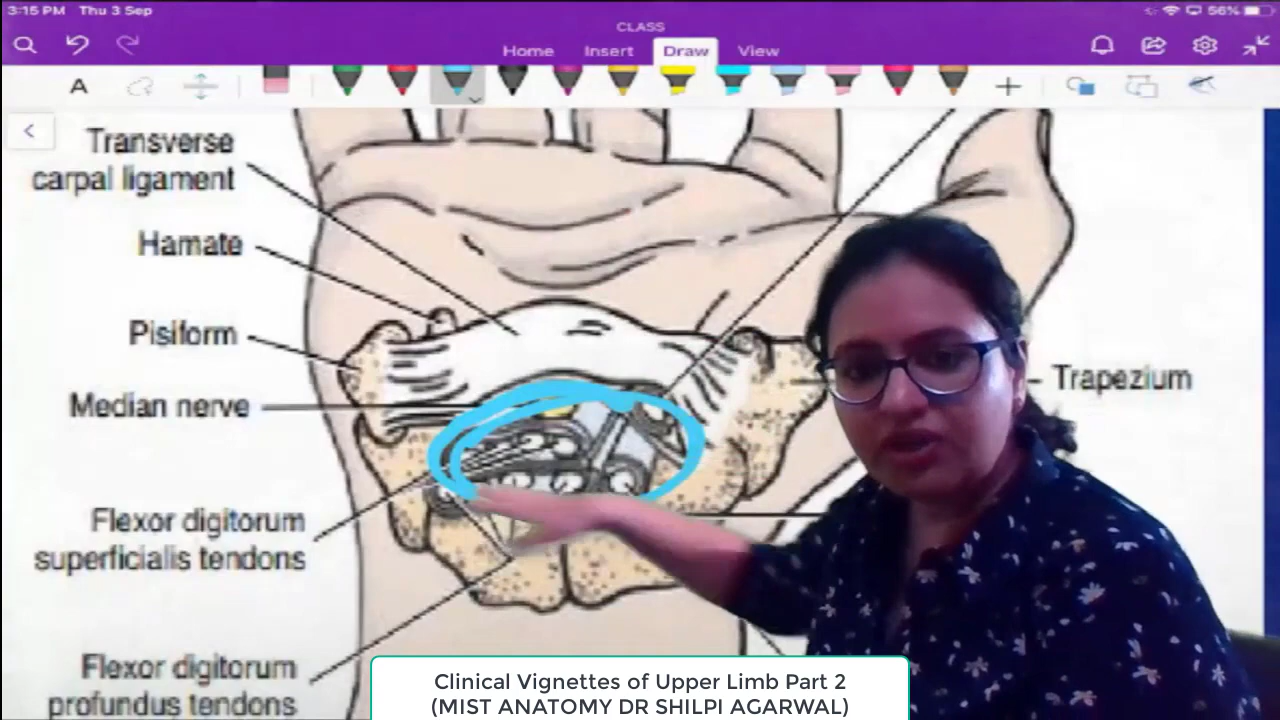 3:15 PM Thu 3 Sep
56%
CLASS
Home Insert Draw View
A
Transverse
carpal ligament
Hamate
Pisiform
Median nerve
Trapezium
Flexor digitorum
superficialis tendons
Flexor digitorum
profundus tendons
Clinical Vignettes of Upper Limb Part 2
(MIST ANATOMY DR SHILPI AGARWAL)